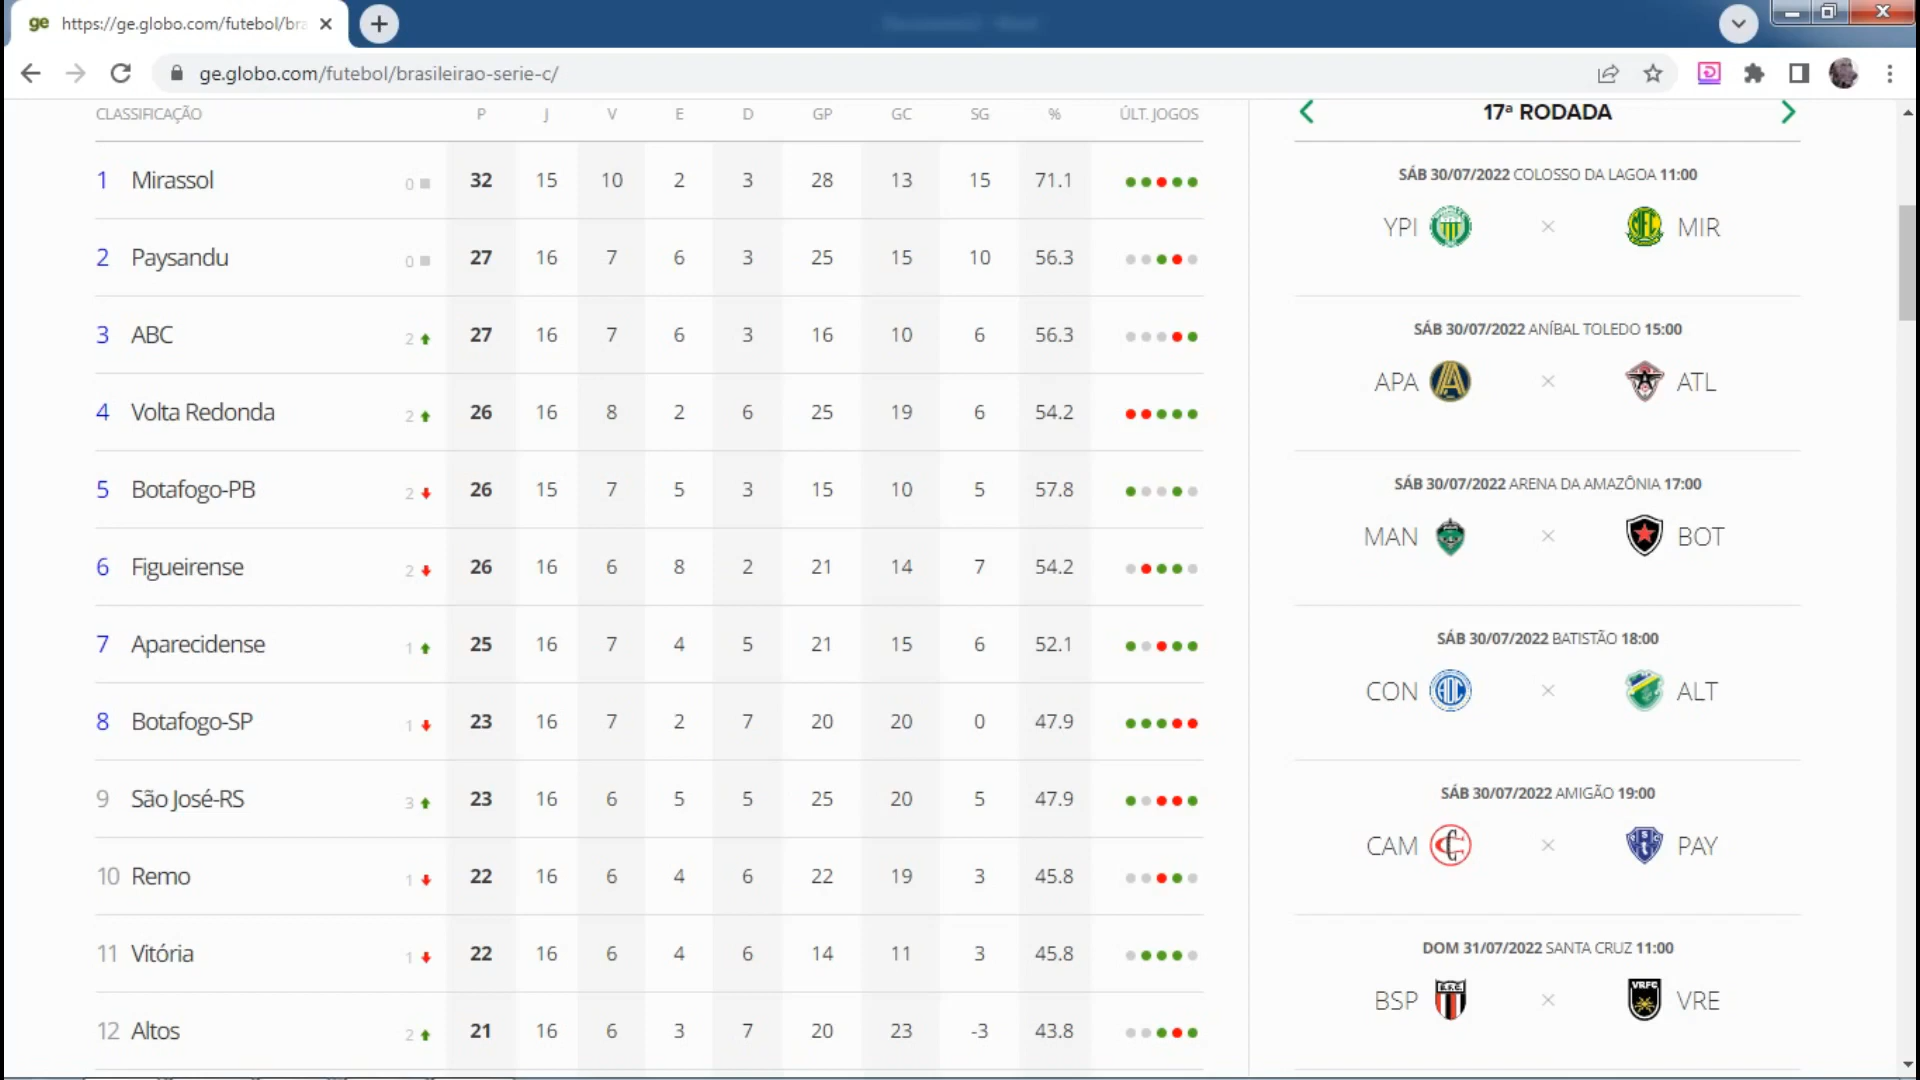 ge https://ge.globo.com/futebol/bra
ge.globo.com/futebol/brasileirao-serie-c/
CLASSIFICAÇÃO P J V E D GP GC SG % ÚLT. JOGOS
1 Mirassol 0 32 15 10 2 3 28 13 15 71.1
2 Paysandu 0 27 16 7 6 3 25 15 10 56.3
3 ABC 2 27 16 7 6 3 16 10 6 56.3
4 Volta Redonda 2 26 16 8 2 6 25 19 6 54.2
5 Botafogo-PB 2 26 15 7 5 3 15 10 5 57.8
6 Figueirense 2 26 16 6 8 2 21 14 7 54.2
7 Aparecidense 1 25 16 7 4 5 21 15 6 52.1
8 Botafogo-SP 1 23 16 7 2 7 20 20 0 47.9
9 São José-RS 3 23 16 6 5 5 25 20 5 47.9
10 Remo 1 22 16 6 4 6 22 19 3 45.8
11 Vitória 1 22 16 6 4 6 14 11 3 45.8
12 Altos 2 21 16 6 3 7 20 23 -3 43.8
17ª RODADA
SÁB 30/07/2022 COLOSSO DA LAGOA 11:00
YPI × MIR
SÁB 30/07/2022 ANÍBAL TOLEDO 15:00
APA × ATL
SÁB 30/07/2022 ARENA DA AMAZÔNIA 17:00
MAN × BOT
SÁB 30/07/2022 BATISTÃO 18:00
CON × ALT
SÁB 30/07/2022 AMIGÃO 19:00
CAM × PAY
DOM 31/07/2022 SANTA CRUZ 11:00
BSP × VRE